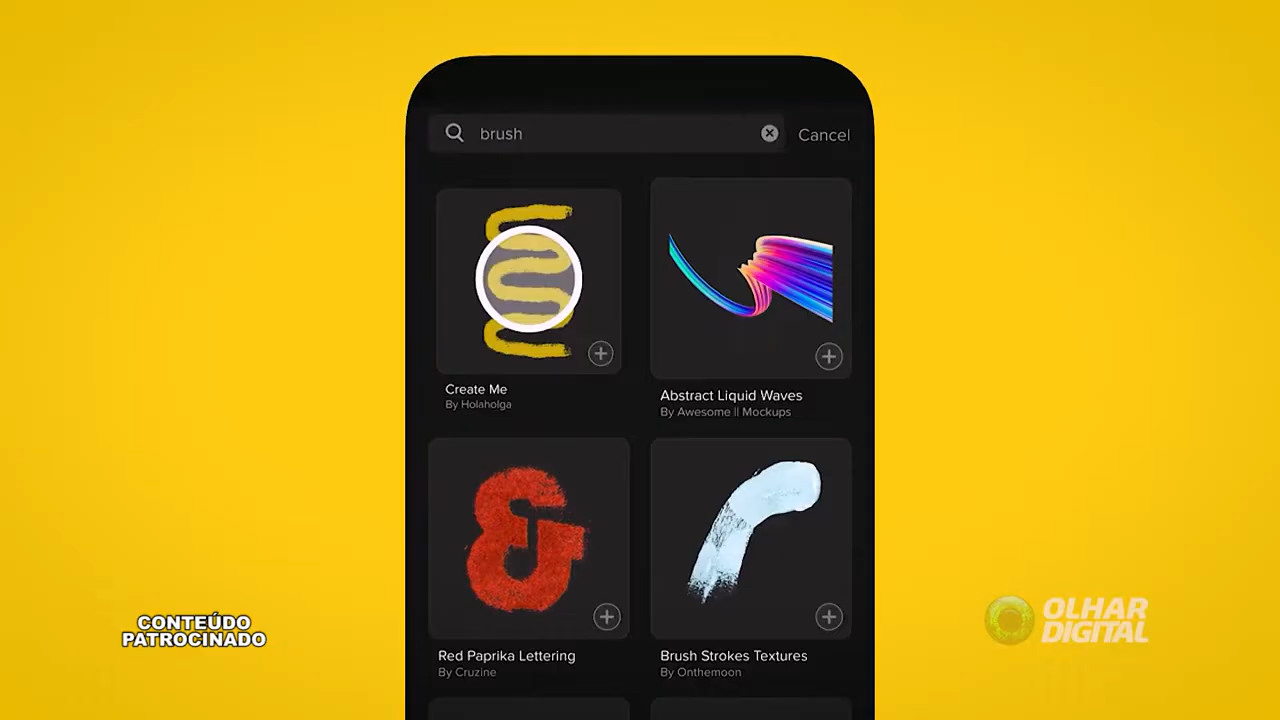 brush
Cancel
Create Me
By Holaholga
Abstract Liquid Waves
By Awesome || Mockups
&
Red Paprika Lettering
By Cruzine
Brush Strokes Textures
By Onthemoon
CONTEÚDO
PATROCINADO
OLHAR
DIGITAL